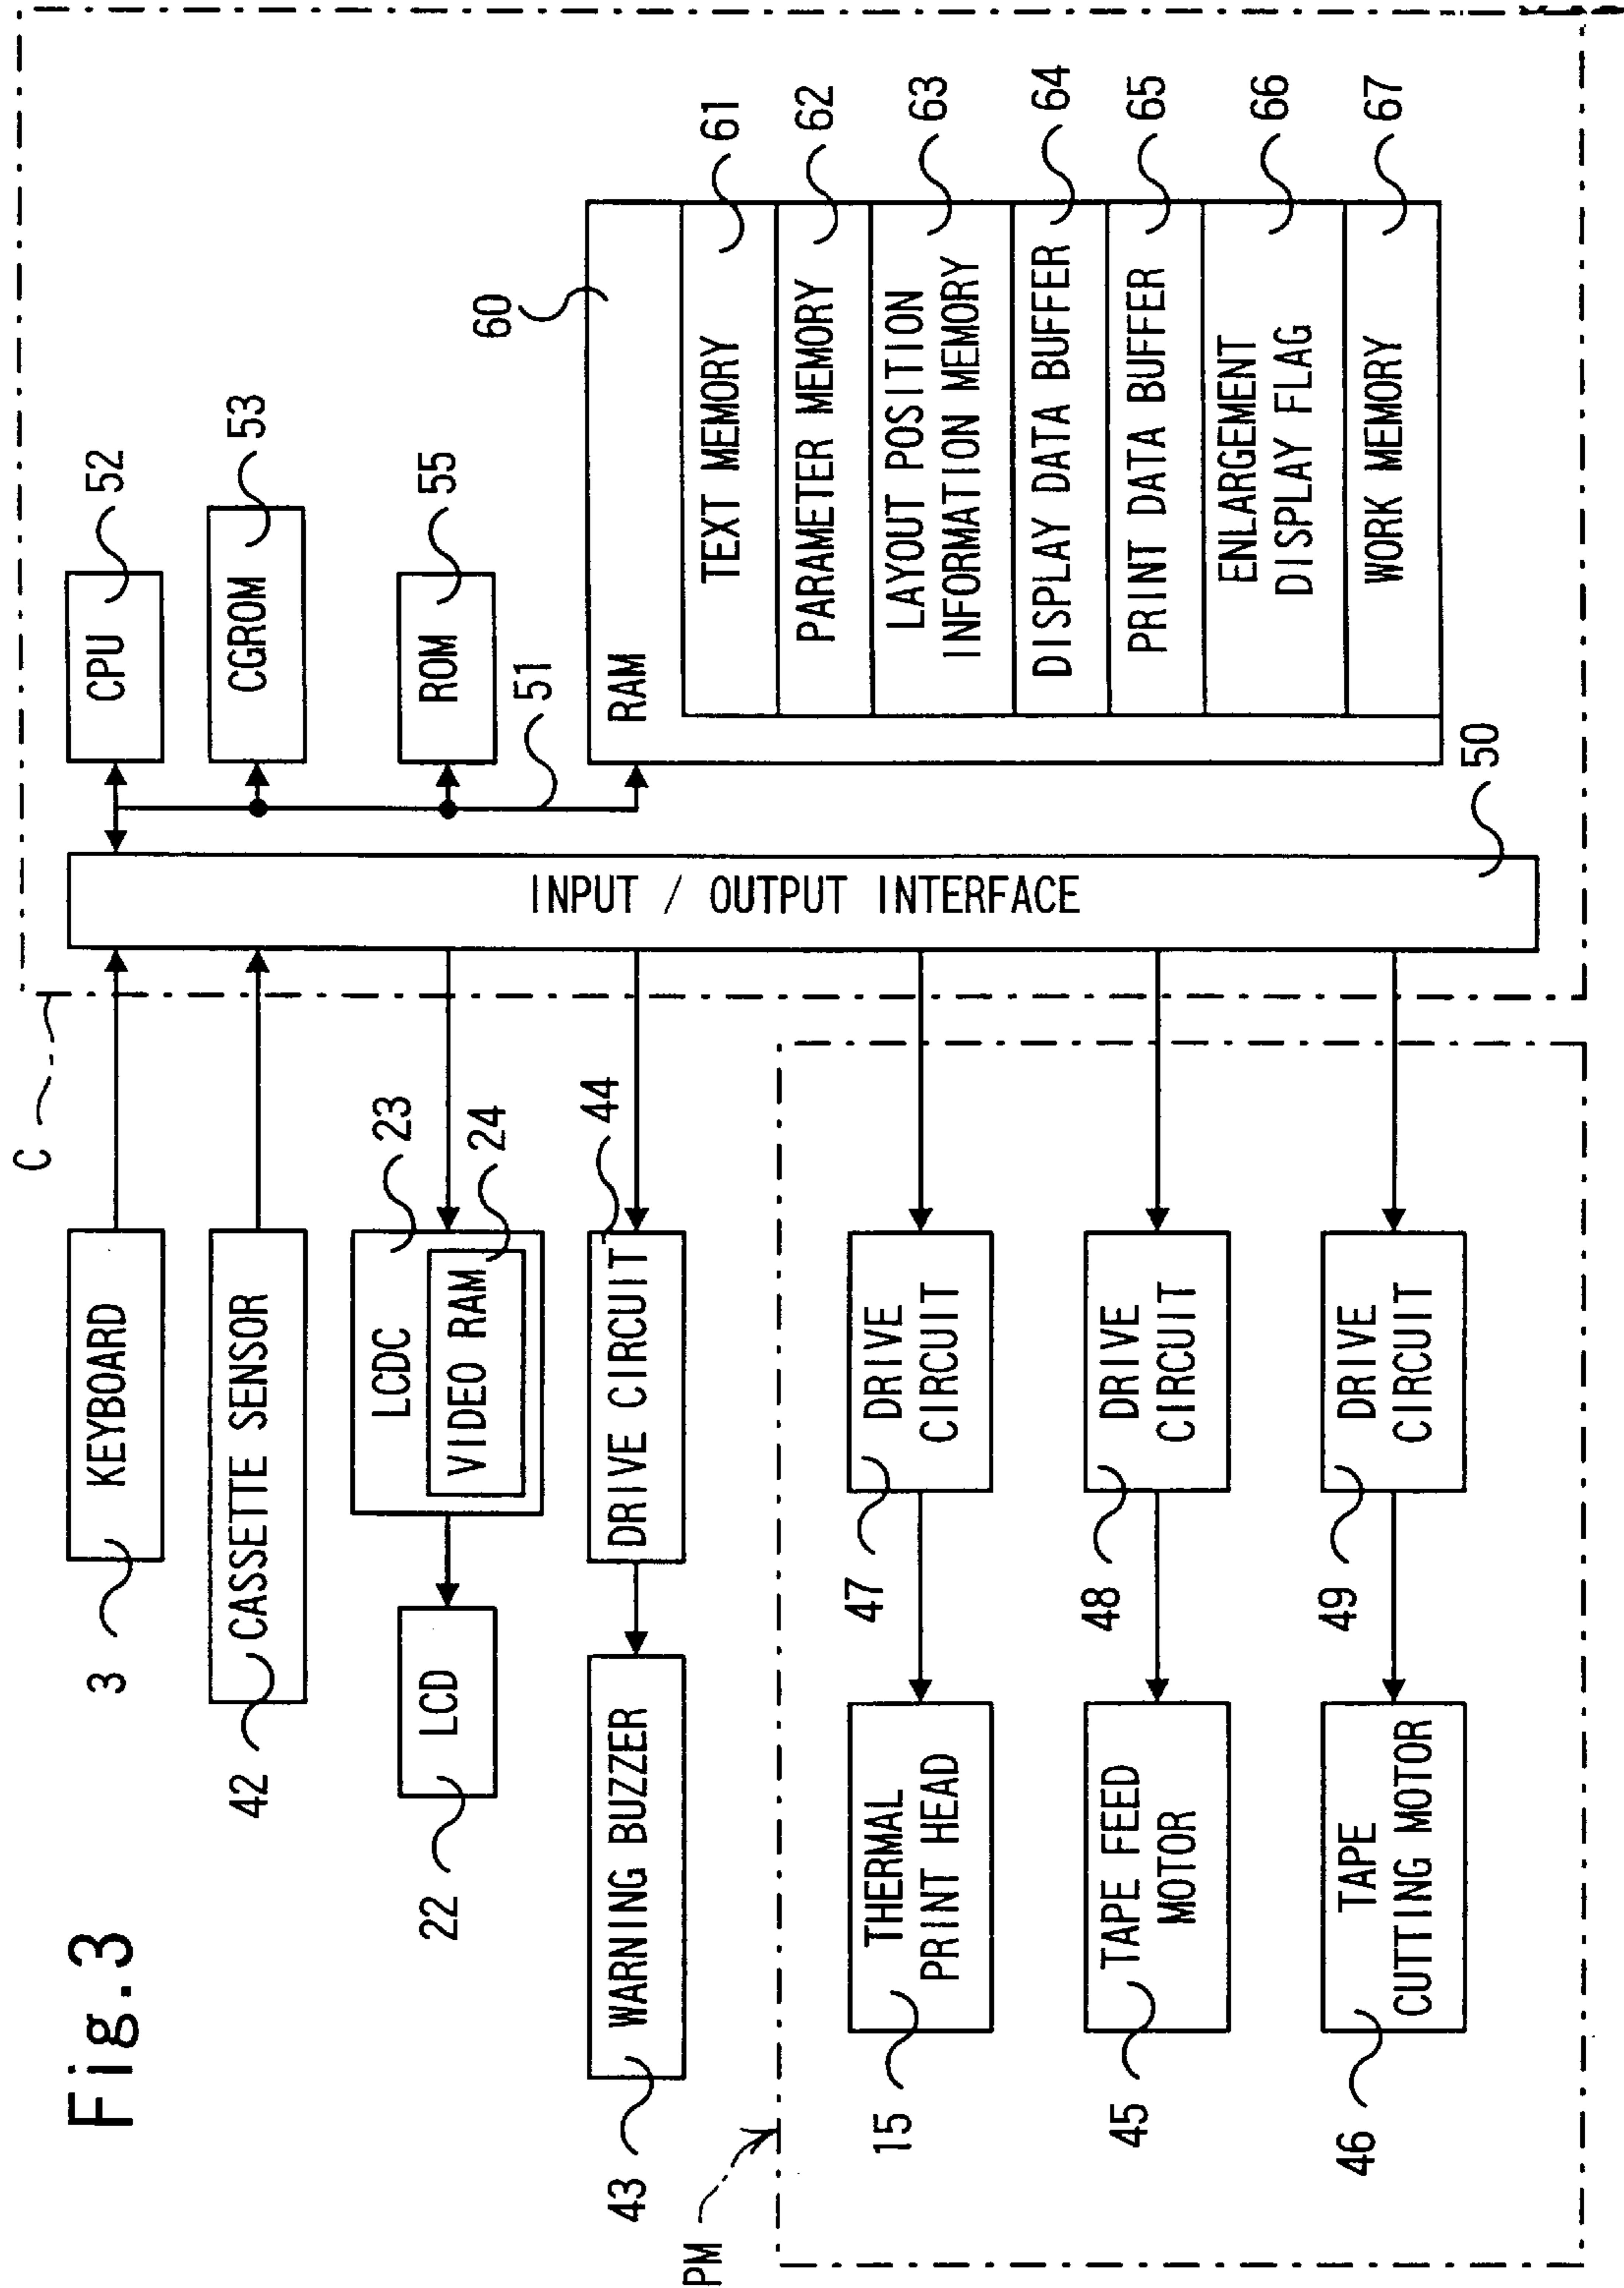 Fig.3
C
3
KEYBOARD
42
CASSETTE SENSOR
22
LCD
LCDC
23
VIDEO RAM
24
43
WARNING BUZZER
DRIVE CIRCUIT
44
PM
15
THERMAL
PRINT HEAD
47
DRIVE
CIRCUIT
45
TAPE FEED
MOTOR
48
DRIVE
CIRCUIT
46
TAPE
CUTTING MOTOR
49
DRIVE
CIRCUIT
INPUT / OUTPUT INTERFACE
50
51
CPU
52
CGROM
53
ROM
55
RAM
60
TEXT MEMORY
61
PARAMETER MEMORY
62
LAYOUT POSITION
INFORMATION MEMORY
63
DISPLAY DATA BUFFER
64
PRINT DATA BUFFER
65
ENLARGEMENT
DISPLAY FLAG
66
WORK MEMORY
67